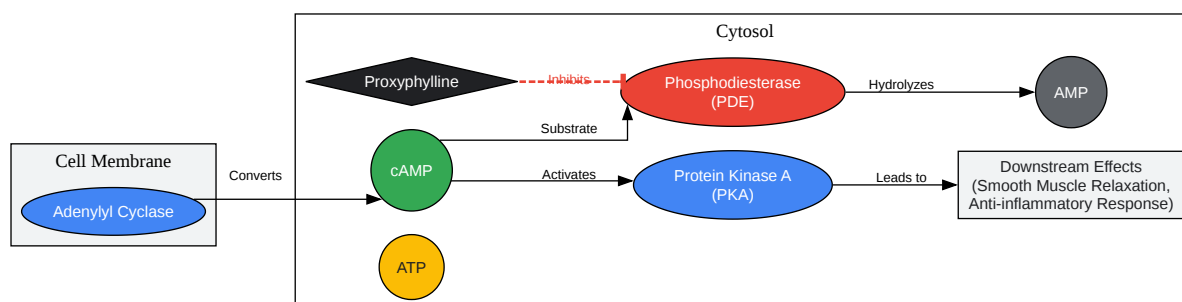 Cytosol
Proxyphylline
Inhibits
Phosphodiesterase
(PDE)
Hydrolyzes
AMP
Substrate
Cell Membrane
Adenylyl Cyclase
Converts
cAMP
Activates
Protein Kinase A
(PKA)
Leads to
Downstream Effects
(Smooth Muscle Relaxation,
Anti-inflammatory Response)
ATP